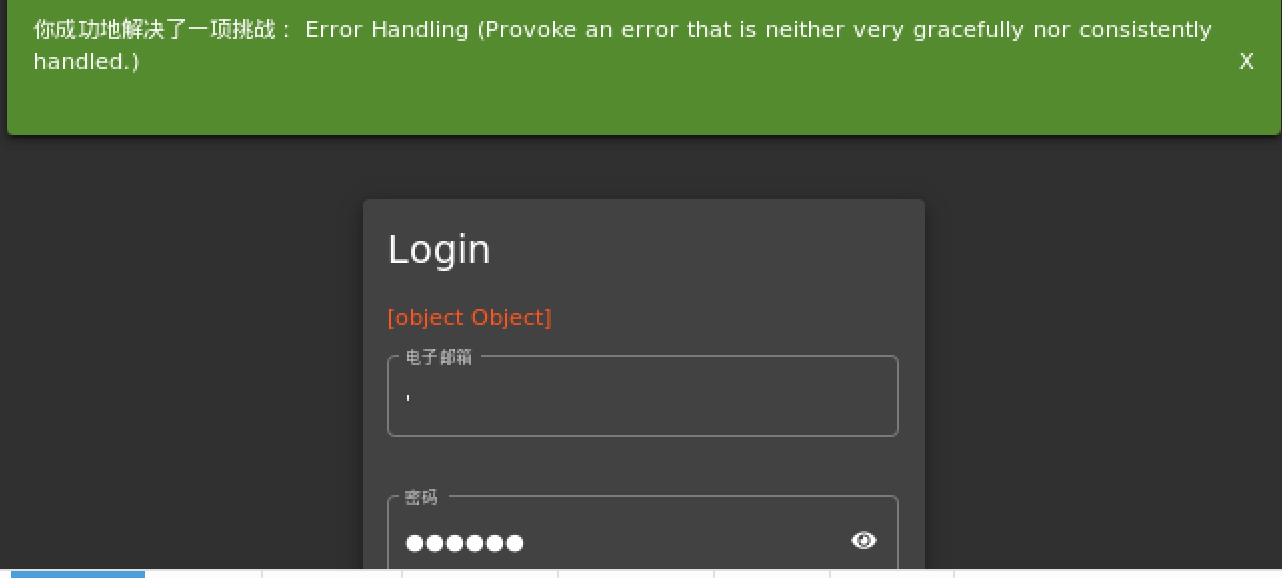 你成功地解决了一项挑战： Error Handling (Provoke an error that is neither very gracefully nor consistently
handled.)
X
Login
[object Object]
电子邮箱
'
密码
●●●●●●